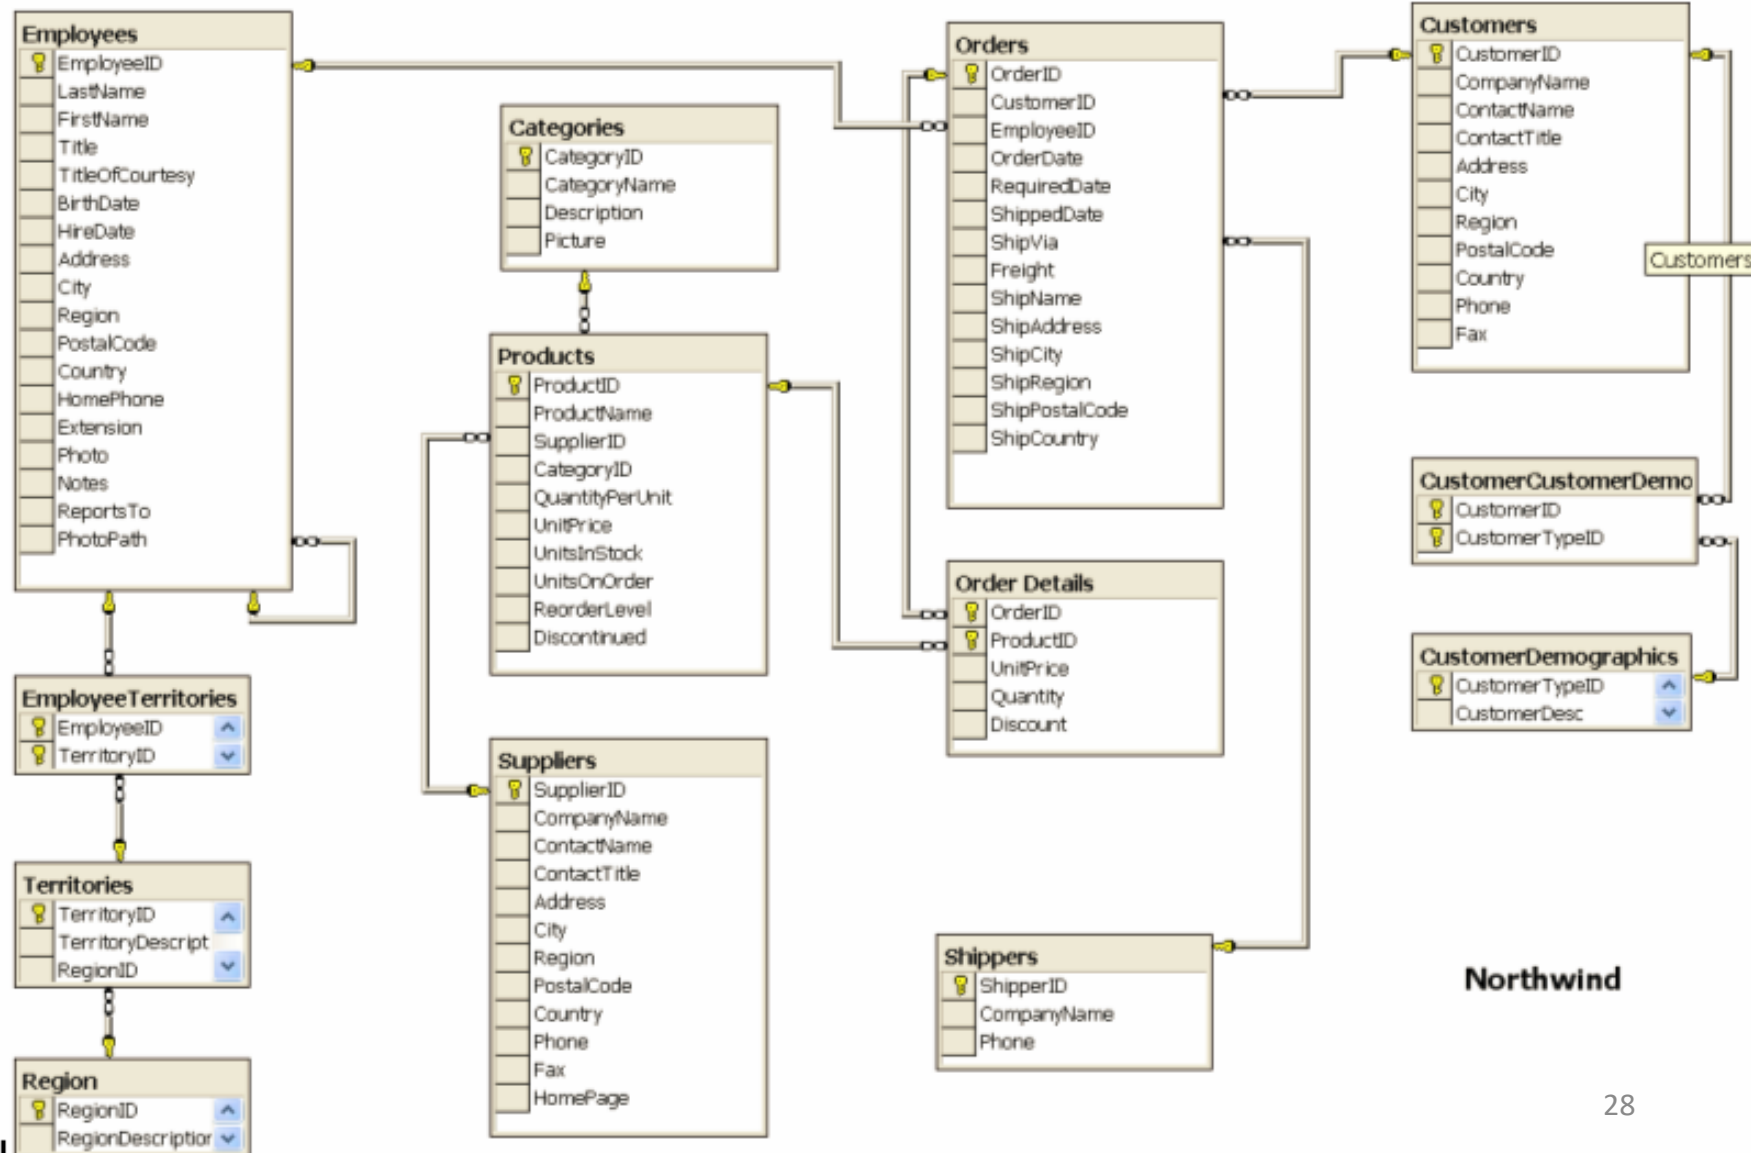 Employees
EmployeeID
LastName
FirstName
Title
TitleOfCourtesy
BirthDate
HireDate
Address
City
Region
PostalCode
Country
HomePhone
Extension
Photo
Notes
ReportsTo
PhotoPath
EmployeeTerritories
EmployeeID
TerritoryID
Territories
TerritoryID
TerritoryDescript
RegionID
Region
RegionID
RegionDescription
Categories
CategoryID
CategoryName
Description
Picture
Products
ProductID
ProductName
SupplierID
CategoryID
QuantityPerUnit
UnitPrice
UnitsInStock
UnitsOnOrder
ReorderLevel
Discontinued
Suppliers
SupplierID
CompanyName
ContactName
ContactTitle
Address
City
Region
PostalCode
Country
Phone
Fax
HomePage
Orders
OrderID
CustomerID
EmployeeID
OrderDate
RequiredDate
ShippedDate
ShipVia
Freight
ShipName
ShipAddress
ShipCity
ShipRegion
ShipPostalCode
ShipCountry
Order Details
OrderID
ProductID
UnitPrice
Quantity
Discount
Shippers
ShipperID
CompanyName
Phone
Customers
CustomerID
CompanyName
ContactName
ContactTitle
Address
City
Region
PostalCode
Country
Phone
Fax
Customers
CustomerCustomerDemo
CustomerID
CustomerTypeID
CustomerDemographics
CustomerTypeID
CustomerDesc
Northwind
28